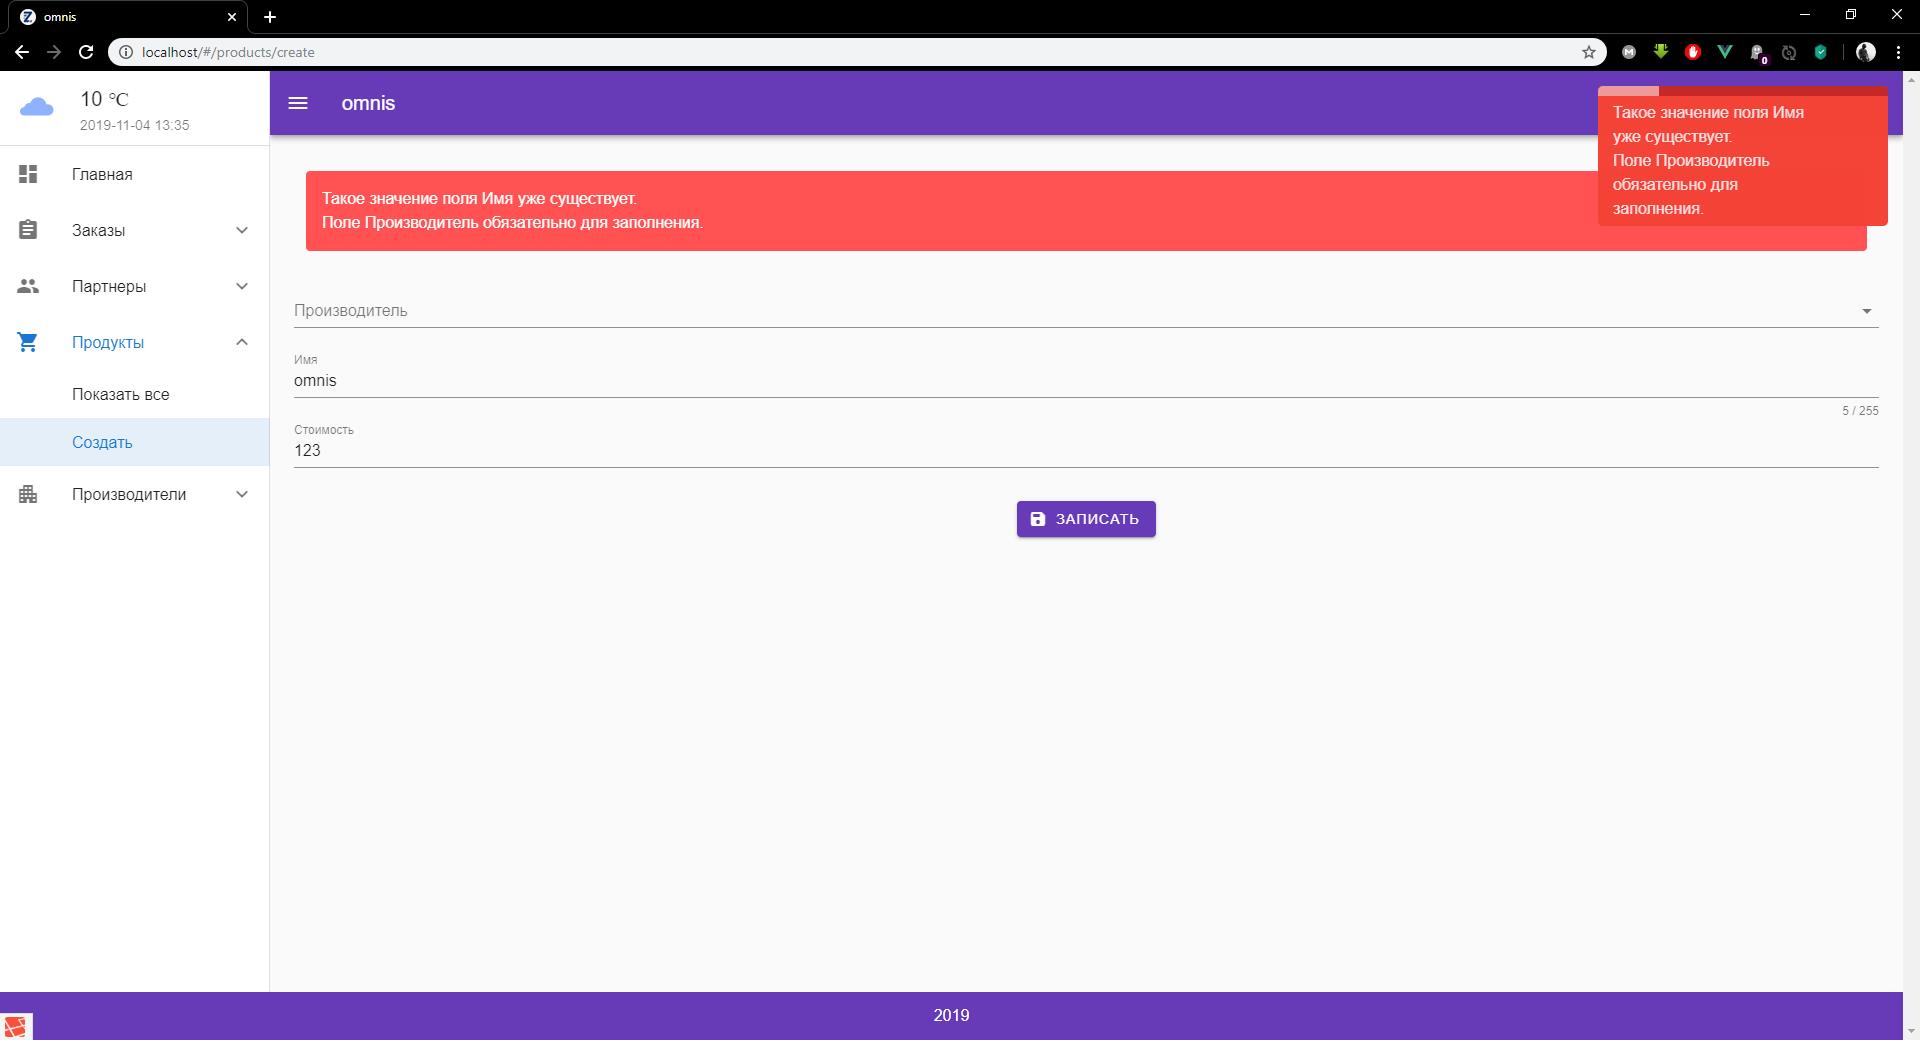 omnis
localhost/#/products/create
0
10 °C
2019-11-04 13:35
Главная
Заказы
Партнеры
Продукты
Показать все
Создать
Производители
omnis
Такое значение поля Имя
уже существует.
Поле Производитель
обязательно для
заполнения.
Такое значение поля Имя уже существует.
Поле Производитель обязательно для заполнения.
Производитель
Имя
omnis
5 / 255
Стоимость
123
ЗАПИСАТЬ
2019